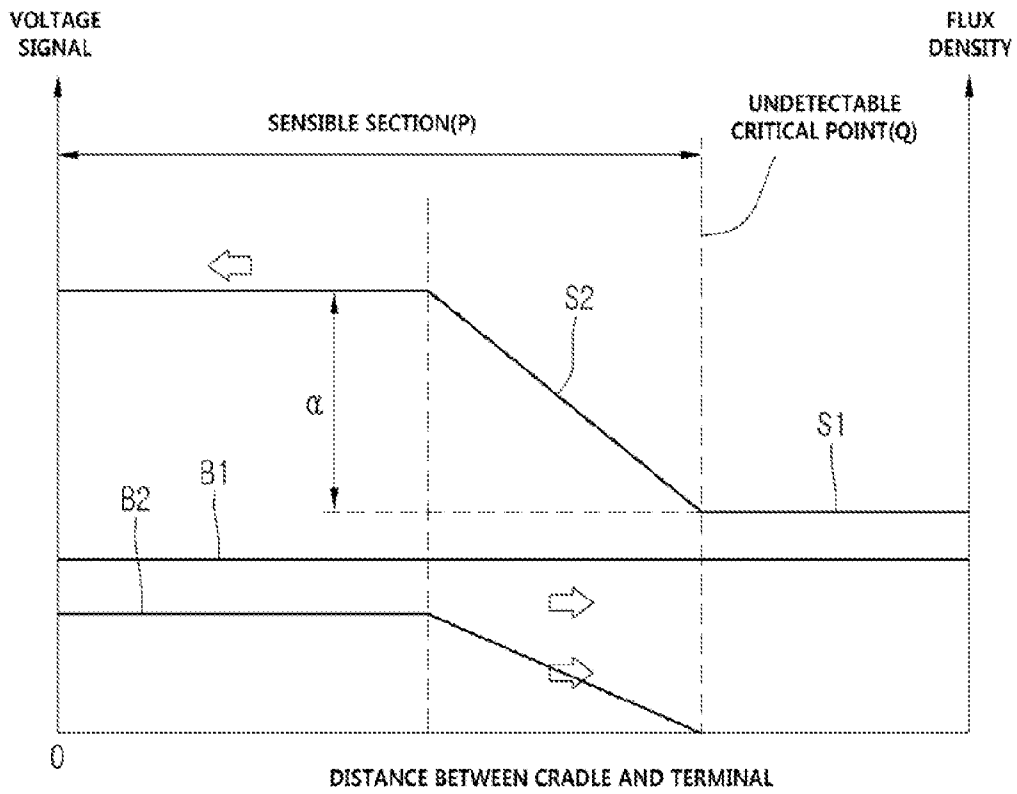 VOLTAGE
SIGNAL
FLUX
DENSITY
SENSIBLE SECTION(P)
UNDETECTABLE
CRITICAL POINT(Q)
S2
α
S1
B1
B2
0
DISTANCE BETWEEN CRADLE AND TERMINAL